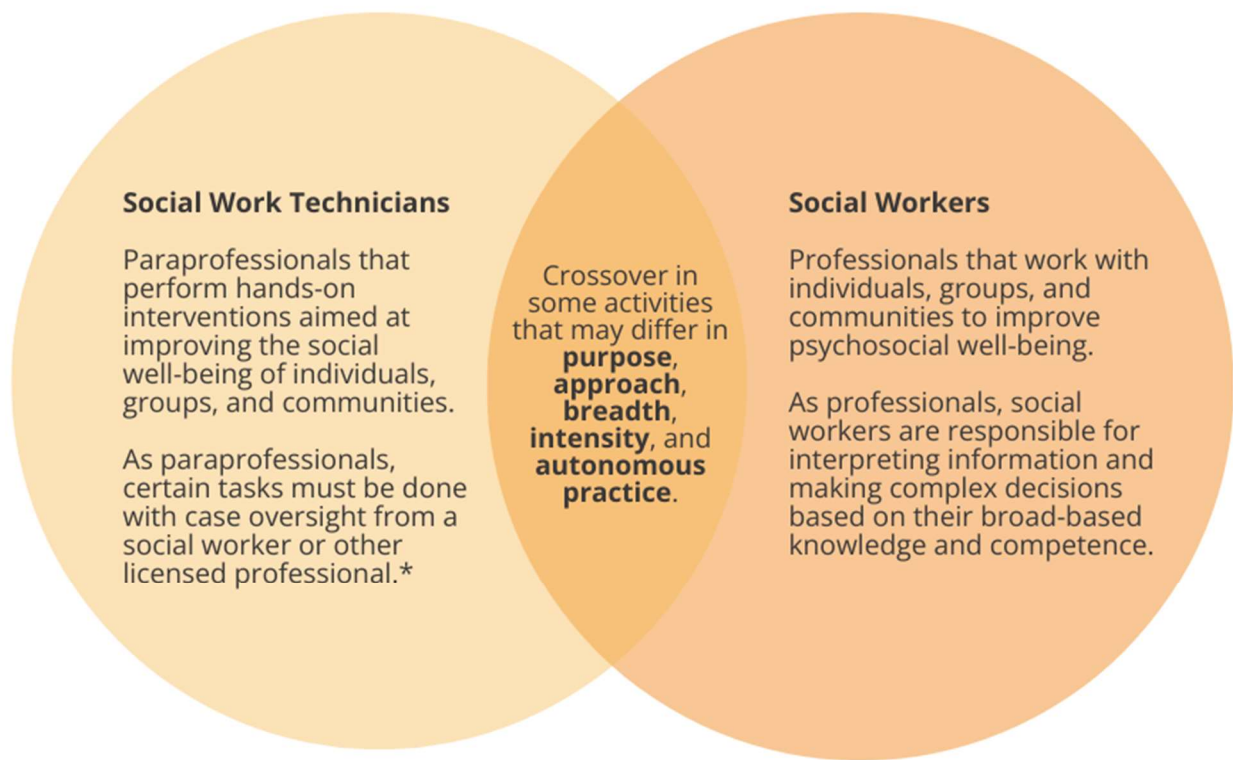 Social Work Technicians
Paraprofessionals that
perform hands-on
interventions aimed at
improving the social
well-being of individuals,
groups, and communities.
As paraprofessionals,
certain tasks must be done
with case oversight from a
social worker or other
licensed professional.*
Crossover in
some activities
that may differ in
purpose,
approach,
breadth,
intensity, and
autonomous
practice.
Social Workers
Professionals that work with
individuals, groups, and
communities to improve
psychosocial well-being.
As professionals, social
workers are responsible for
interpreting information and
making complex decisions
based on their broad-based
knowledge and competence.